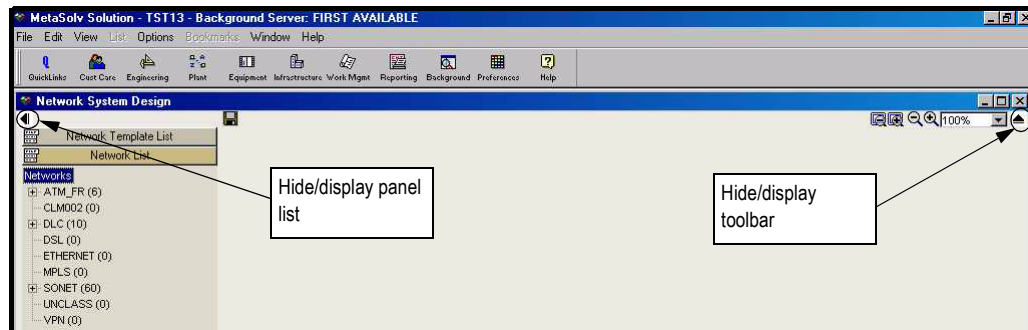 MetaSolv Solution - TST13 - Background Server: FIRST AVAILABLE
File Edit View List Options Bookmarks Window Help
QuickLinks Cust Care Engineering Plant Equipment Infrastructure Work Mgmt Reporting Background Preferences Help
Network System Design
100%
Network Template List
Network List
Networks
ATM_FR (6)
CLM002 (0)
DLC (10)
DSL (0)
ETHERNET (0)
MPLS (0)
SONET (60)
UNCLASS (0)
VPN (0)
Hide/display panel
list
Hide/display
toolbar